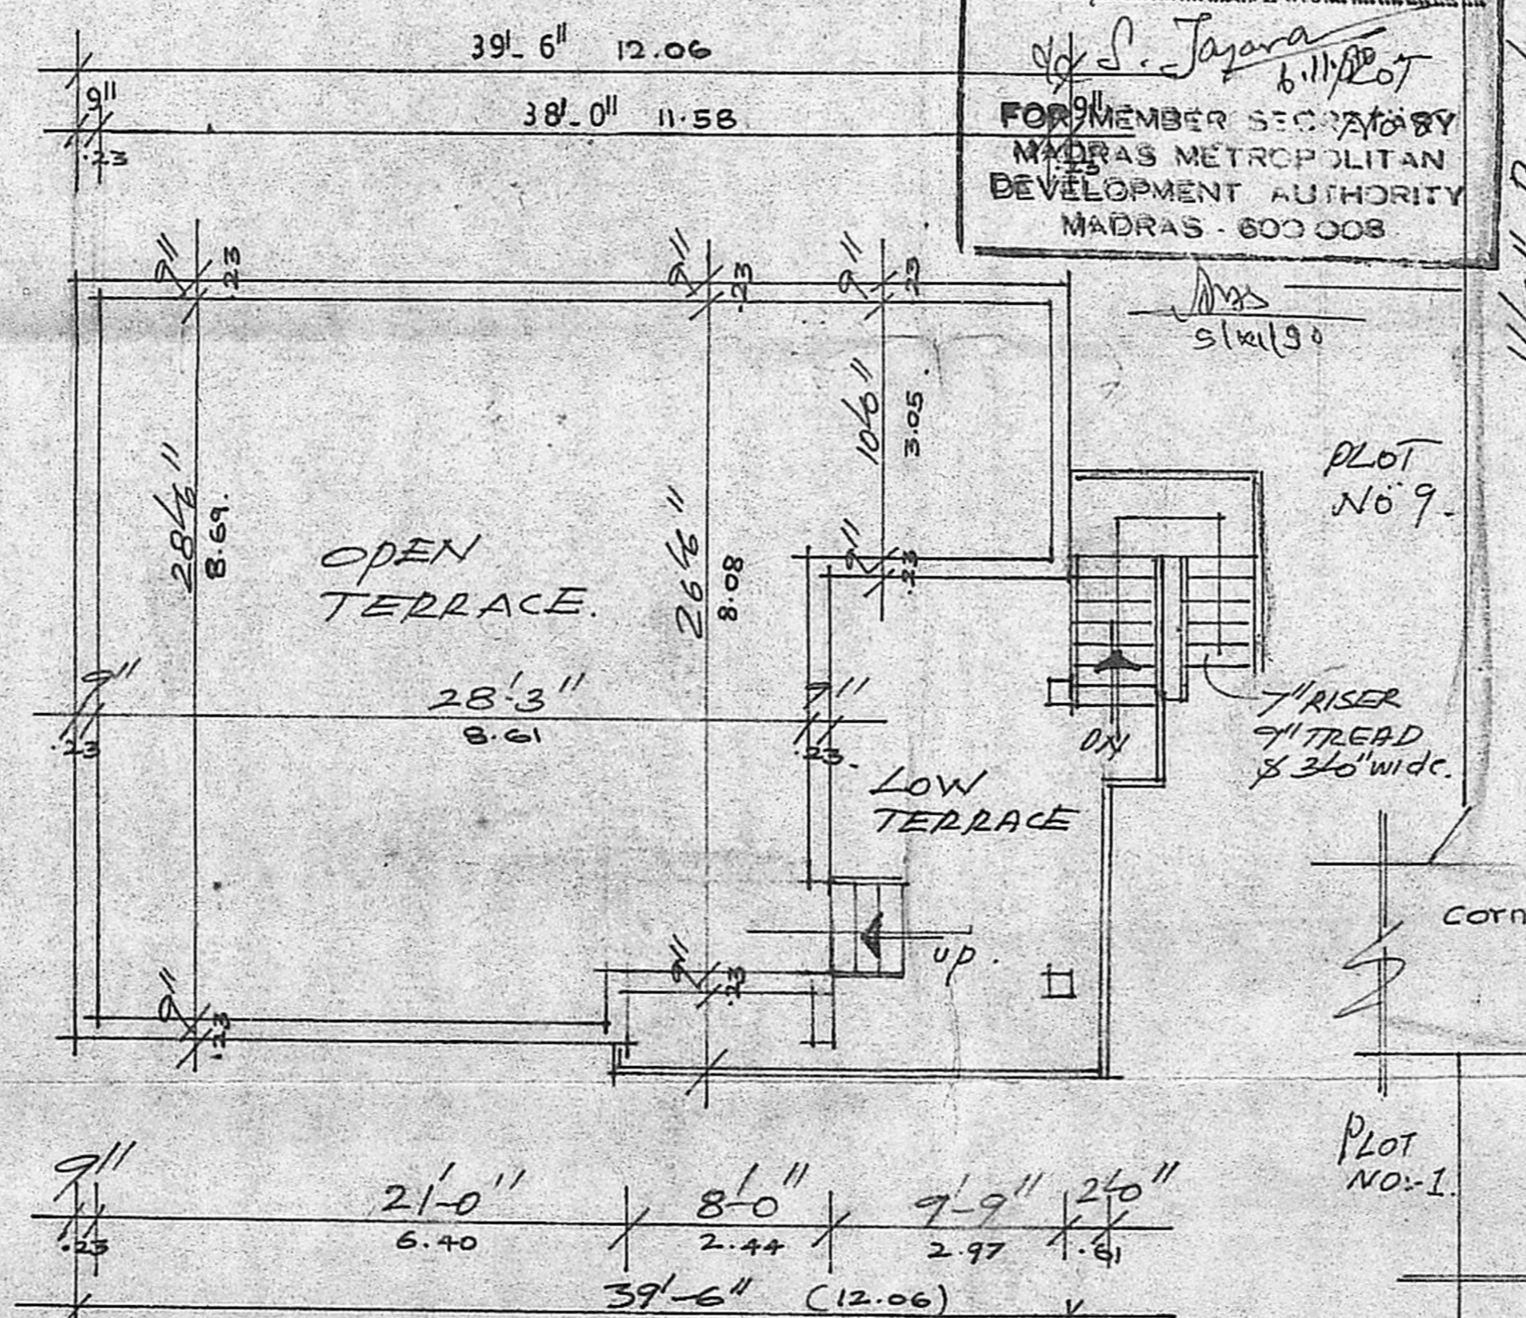 39'-6" 12.06
9" 38'-0" 11.58 9"
.23 .23
PLOT
FOR MEMBER SECRETARY
MADRAS METROPOLITAN
DEVELOPMENT AUTHORITY
MADRAS - 600 008
9" .23 9" .23 9" .23
10'-0" 3.05
28'-6" 8.69
26'-6" 8.08
OPEN
TERRACE.
9" .23
PLOT
NO 9.
9" 28'-3" 9"
.23 8.61 .23
LOW
TERRACE
DN
7" RISER
9" TREAD
& 3'-0" wide.
up.
9" .23
9" .23
corn
PLOT
NO:-1.
9" 21'-0" 8'-0" 9'-9" 2'-0"
.23 6.40 2.44 2.97 .61
39'-6" (12.06)